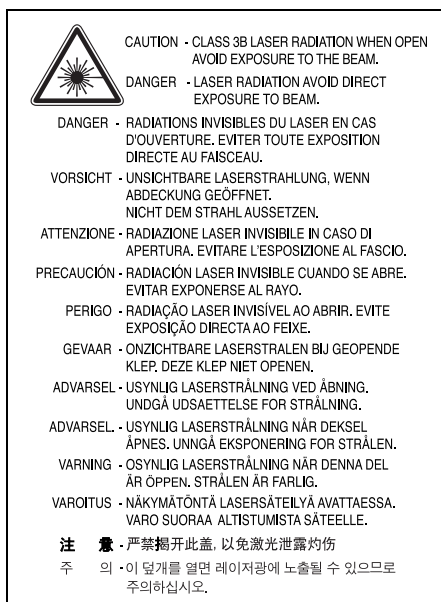 CAUTION - CLASS 3B LASER RADIATION WHEN OPEN
AVOID EXPOSURE TO THE BEAM.
DANGER - LASER RADIATION AVOID DIRECT
EXPOSURE TO BEAM.
DANGER - RADIATIONS INVISIBLES DU LASER EN CAS
D'OUVERTURE. EVITER TOUTE EXPOSITION
DIRECTE AU FAISCEAU.
VORSICHT - UNSICHTBARE LASERSTRAHLUNG, WENN
ABDECKUNG GEÖFFNET.
NICHT DEM STRAHL AUSSETZEN.
ATTENZIONE - RADIAZIONE LASER INVISIBILE IN CASO DI
APERTURA. EVITARE L'ESPOSIZIONE AL FASCIO.
PRECAUCIÓN - RADIACIÓN LASER INVISIBLE CUANDO SE ABRE.
EVITAR EXPONERSE AL RAYO.
PERIGO - RADIAÇÃO LASER INVISÍVEL AO ABRIR. EVITE
EXPOSIÇÃO DIRECTA AO FEIXE.
GEVAAR - ONZICHTBARE LASERSTRALEN BIJ GEOPENDE
KLEP. DEZE KLEP NIET OPENEN.
ADVARSEL - USYNLIG LASERSTRÅLNING VED ÅBNING.
UNDGÅ UDSAETTELSE FOR STRÅLNING.
ADVARSEL. - USYNLIG LASERSTRÅLNING NÅR DEKSEL
ÅPNES. UNNGÅ EKSPONERING FOR STRÅLEN.
VARNING - OSYNLIG LASERSTRÅLNING NÄR DENNA DEL
ÄR ÖPPEN. STRÅLEN ÄR FARLIG.
VAROITUS - NÄKYMÄTÖNTÄ LASERSÄTEILYÄ AVATTAESSA.
VARO SUORAA ALTISTUMISTA SÄTEELLE.
注 意 - 严禁揭开此盖, 以免激光泄露灼伤
주 의 - 이 덮개를 열면 레이저광에 노출될 수 있으므로
주의하십시오.